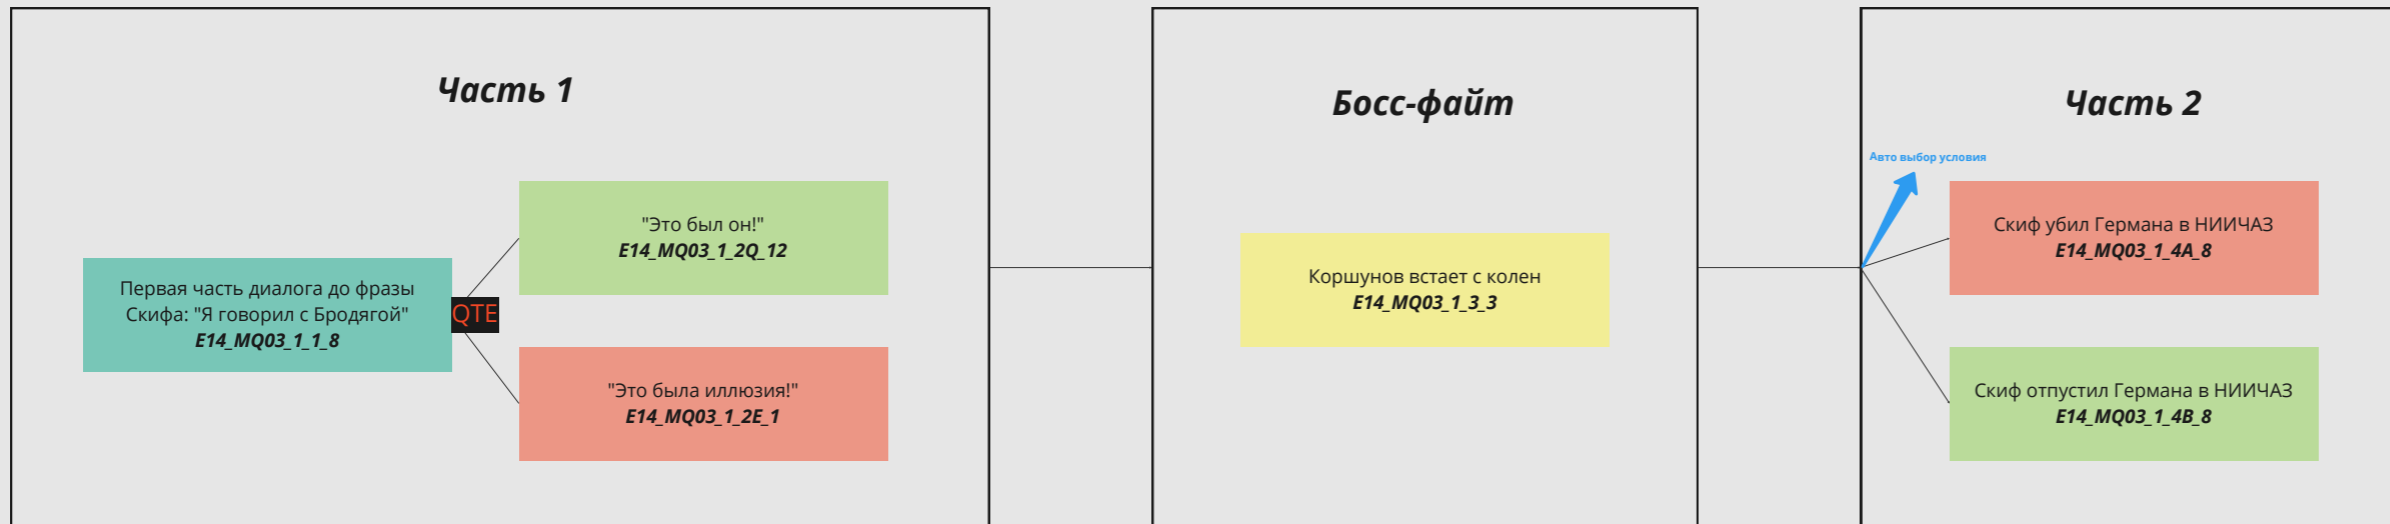 Часть 1
Первая часть диалога до фразы
Скифа: "Я говорил с Бродягой"
E14_MQ03_1_1_8
QTE
"Это был он!"
E14_MQ03_1_2Q_12
"Это была иллюзия!"
E14_MQ03_1_2E_1
Босс-файт
Коршунов встает с колен
E14_MQ03_1_3_3
Часть 2
Авто выбор условия
Скиф убил Германа в НИИЧАЗ
E14_MQ03_1_4A_8
Скиф отпустил Германа в НИИЧАЗ
E14_MQ03_1_4B_8